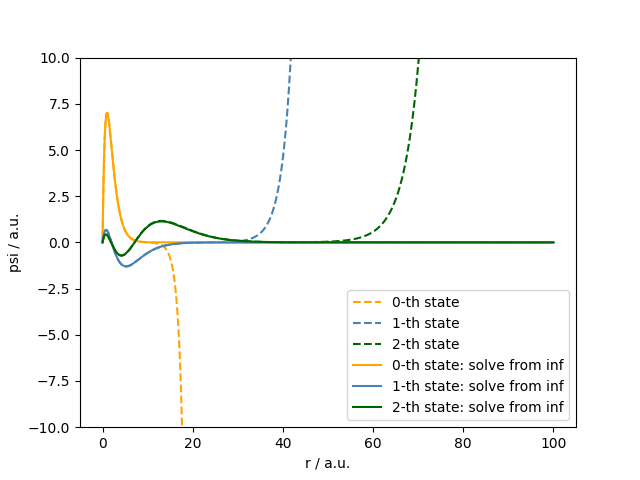 10.0
7.5
5.0
2.5
0.0
−2.5
−5.0
−7.5
−10.0
psi / a.u.
0-th state
1-th state
2-th state
0-th state: solve from inf
1-th state: solve from inf
2-th state: solve from inf
0 20 40 60 80 100
r / a.u.